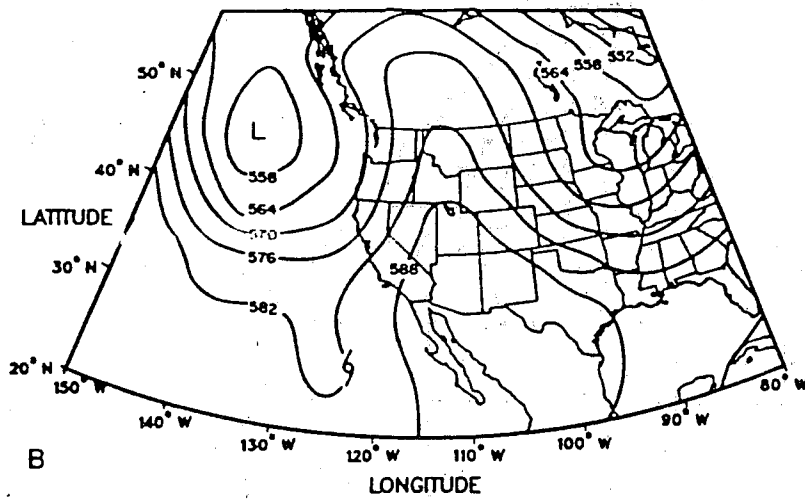 552
558
564
50° N
L
558
40° N
564
LATITUDE
570
576
30° N
588
582
20° N
150° W
140° W
130° W
120° W
110° W
100° W
90° W
80° W
B
LONGITUDE